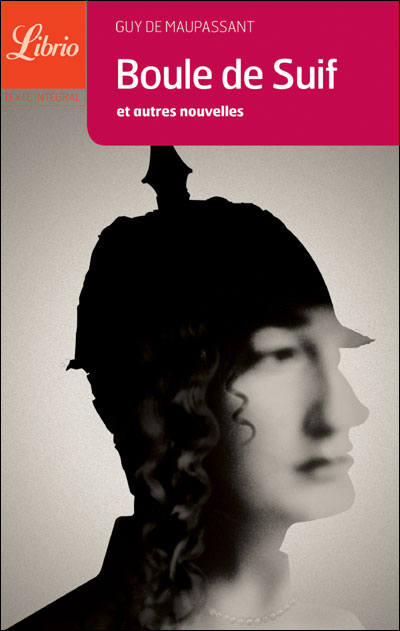 Librio
TEXTE INTÉGRAL
GUY DE MAUPASSANT
Boule de Suif
et autres nouvelles